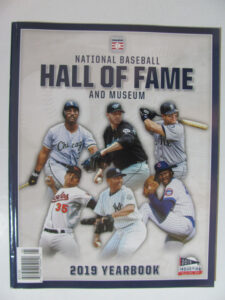 NATIONAL BASEBALL
HALL OF FAME
AND MUSEUM
Chicago
35
2019 YEARBOOK